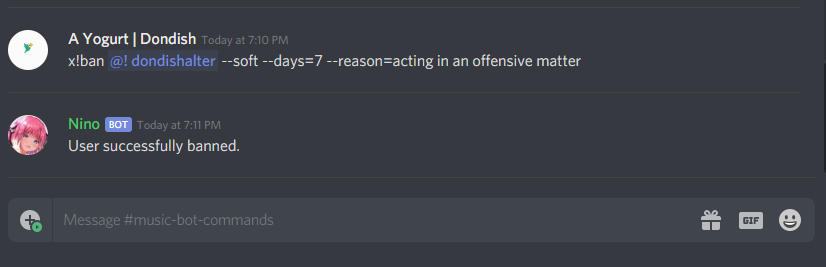 A Yogurt | Dondish Today at 7:10 PM
x!ban @! dondishalter --soft --days=7 --reason=acting in an offensive matter
Nino BOT Today at 7:11 PM
User successfully banned.
Message #music-bot-commands
GIF